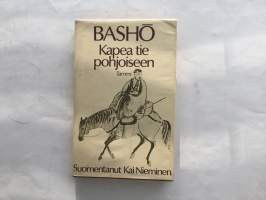 BASHŌ
Kapea tie
pohjoiseen
Tammi
Suomentanut Kai Nieminen